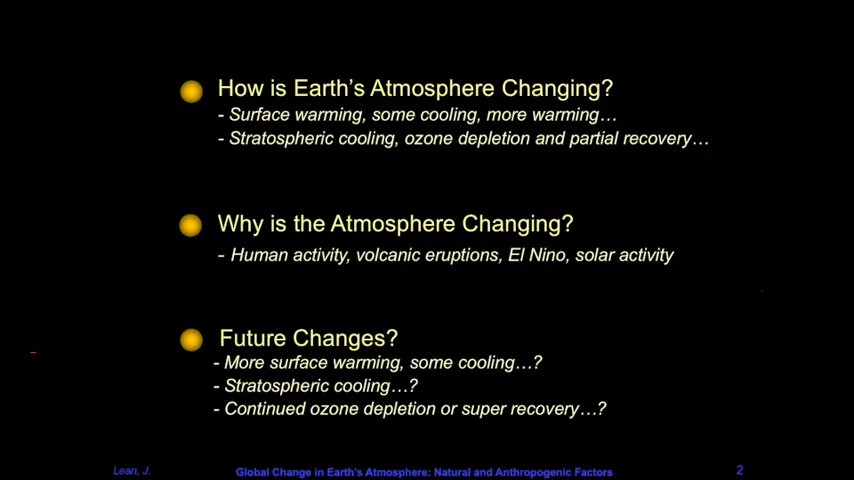 How is Earth's Atmosphere Changing?
- Surface warming, some cooling, more warming…
- Stratospheric cooling, ozone depletion and partial recovery…
Why is the Atmosphere Changing?
- Human activity, volcanic eruptions, El Nino, solar activity
Future Changes?
- More surface warming, some cooling…?
- Stratospheric cooling…?
- Continued ozone depletion or super recovery…?
Lean, J. Global Change in Earth's Atmosphere: Natural and Anthropogenic Factors 2